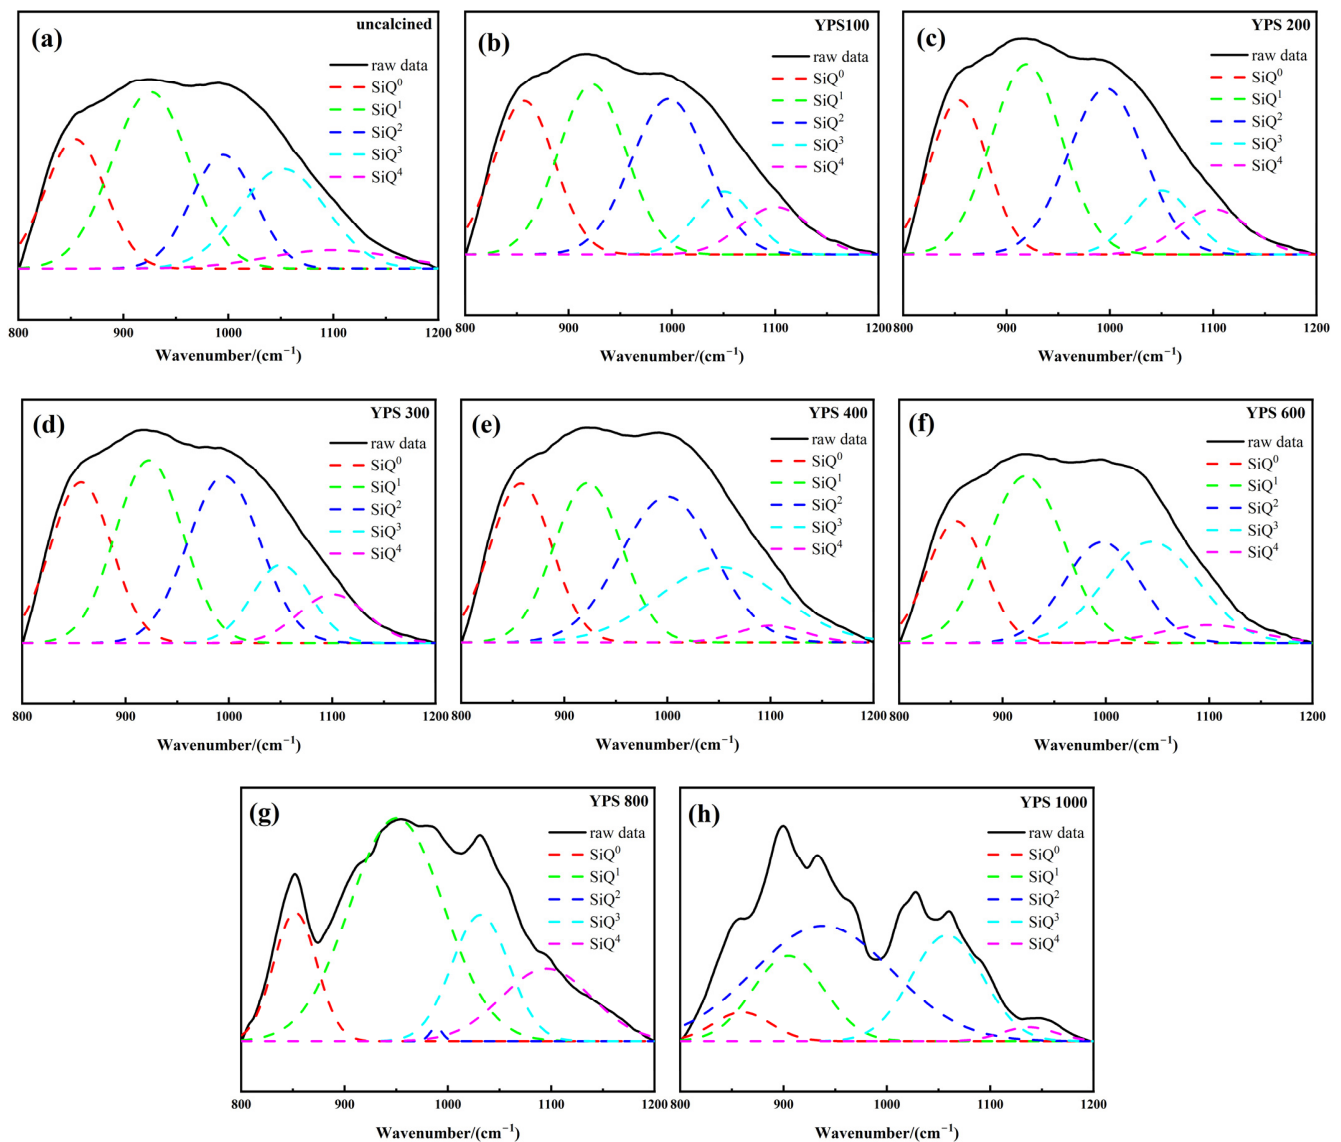 (a)
uncalcined
raw data
SiQ⁰
SiQ¹
SiQ²
SiQ³
SiQ⁴
800 900 1000 1100 1200
Wavenumber/(cm⁻¹)
(b)
YPS100
raw data
SiQ⁰
SiQ¹
SiQ²
SiQ³
SiQ⁴
800 900 1000 1100 1200
Wavenumber/(cm⁻¹)
(c)
YPS 200
raw data
SiQ⁰
SiQ¹
SiQ²
SiQ³
SiQ⁴
800 900 1000 1100 1200
Wavenumber/(cm⁻¹)
(d)
YPS 300
raw data
SiQ⁰
SiQ¹
SiQ²
SiQ³
SiQ⁴
800 900 1000 1100 1200
Wavenumber/(cm⁻¹)
(e)
YPS 400
raw data
SiQ⁰
SiQ¹
SiQ²
SiQ³
SiQ⁴
800 900 1000 1100 1200
Wavenumber/(cm⁻¹)
(f)
YPS 600
raw data
SiQ⁰
SiQ¹
SiQ²
SiQ³
SiQ⁴
800 900 1000 1100 1200
Wavenumber/(cm⁻¹)
(g)
YPS 800
raw data
SiQ⁰
SiQ¹
SiQ²
SiQ³
SiQ⁴
800 900 1000 1100 1200
Wavenumber/(cm⁻¹)
(h)
YPS 1000
raw data
SiQ⁰
SiQ¹
SiQ²
SiQ³
SiQ⁴
800 900 1000 1100 1200
Wavenumber/(cm⁻¹)